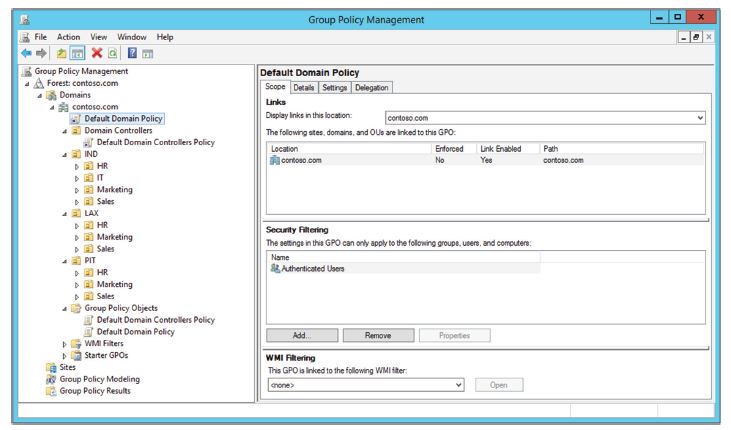 Group Policy Management
File Action View Window Help
Group Policy Management
Forest: contoso.com
Domains
contoso.com
Default Domain Policy
Domain Controllers
Default Domain Controllers Policy
IND
HR
IT
Marketing
Sales
LAX
HR
Marketing
Sales
PIT
HR
Marketing
Sales
Group Policy Objects
Default Domain Controllers Policy
Default Domain Policy
WMI Filters
Starter GPOs
Sites
Group Policy Modeling
Group Policy Results
Default Domain Policy
Scope Details Settings Delegation
Links
Display links in this location: contoso.com
The following sites, domains, and OUs are linked to this GPO:
Location Enforced Link Enabled Path
contoso.com No Yes contoso.com
Security Filtering
The settings in this GPO can only apply to the following groups, users, and computers:
Name
Authenticated Users
Add... Remove Properties
WMI Filtering
This GPO is linked to the following WMI filter:
<none> Open